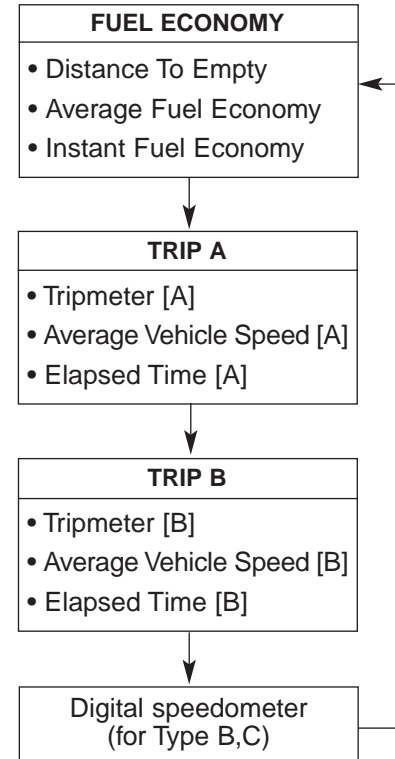 FUEL ECONOMY
• Distance To Empty
• Average Fuel Economy
• Instant Fuel Economy
TRIP A
• Tripmeter [A]
• Average Vehicle Speed [A]
• Elapsed Time [A]
TRIP B
• Tripmeter [B]
• Average Vehicle Speed [B]
• Elapsed Time [B]
Digital speedometer
(for Type B,C)